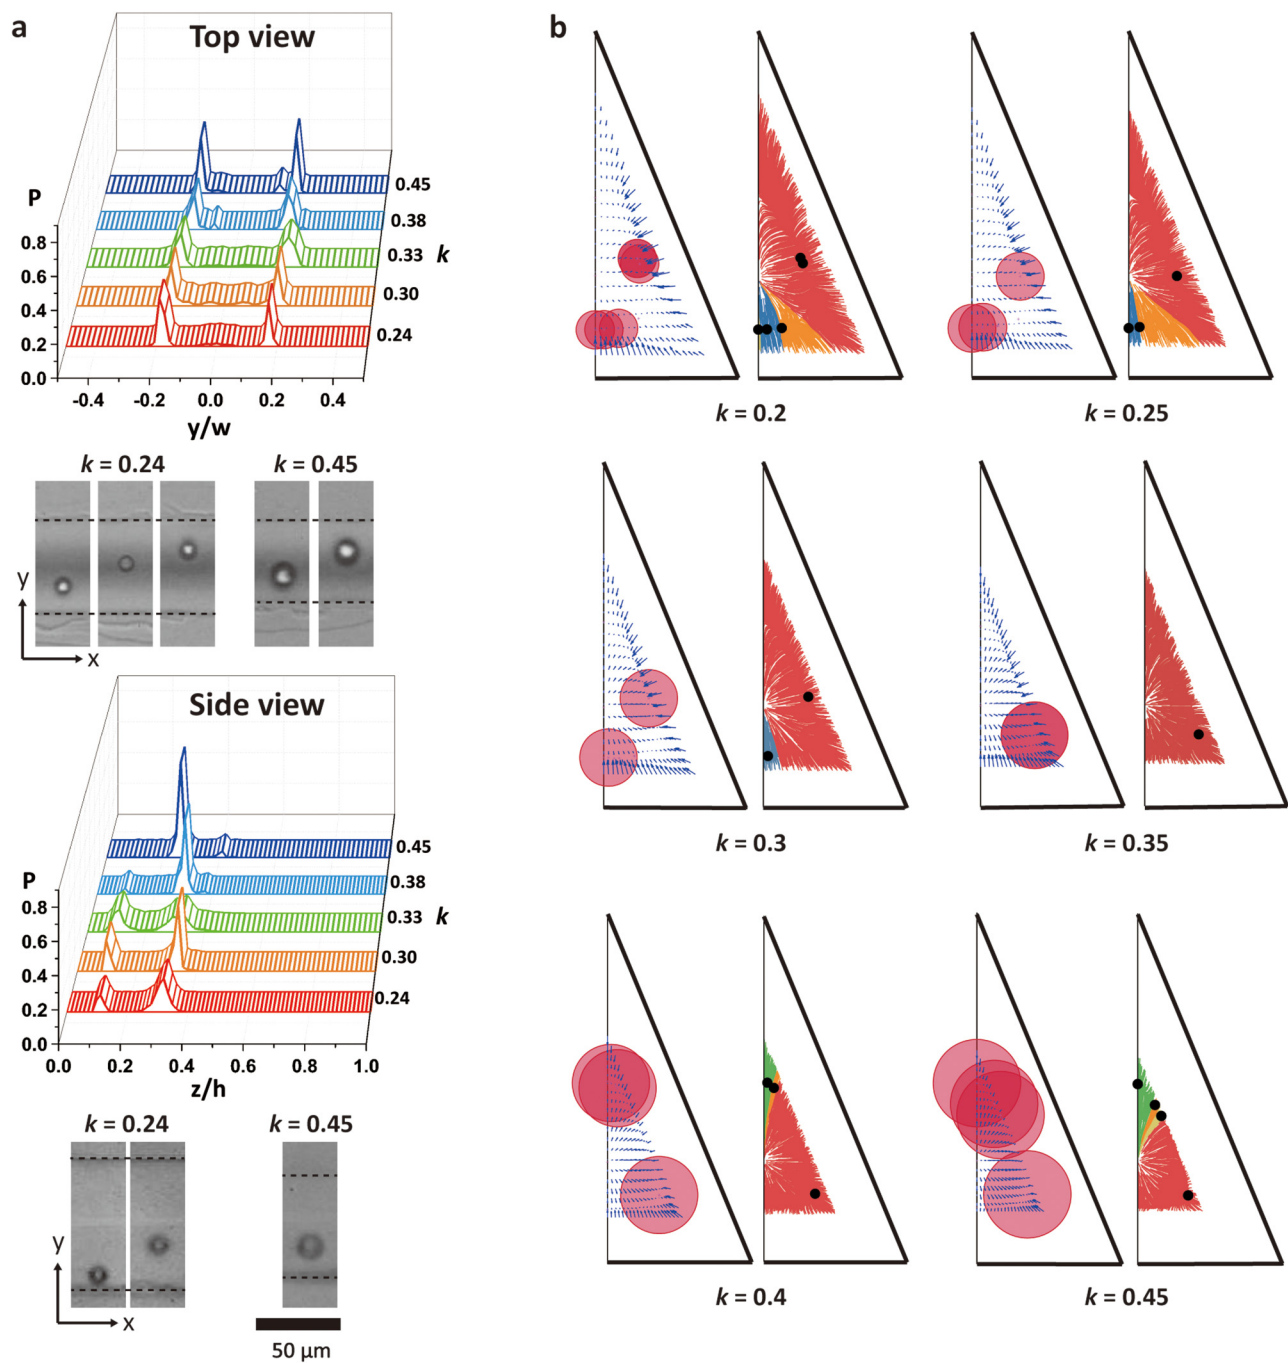 a
Top view
P
0.8
0.6
0.4
0.2
0.0
0.45
0.38
0.33 k
0.30
0.24
-0.4 -0.2 0.0 0.2 0.4
y/w
k = 0.24 k = 0.45
y
x
Side view
P
0.8
0.6
0.4
0.2
0.0
0.45
0.38
0.33 k
0.30
0.24
0.0 0.2 0.4 0.6 0.8 1.0
z/h
k = 0.24 k = 0.45
y
x
50 μm
b
k = 0.2 k = 0.25
k = 0.3 k = 0.35
k = 0.4 k = 0.45